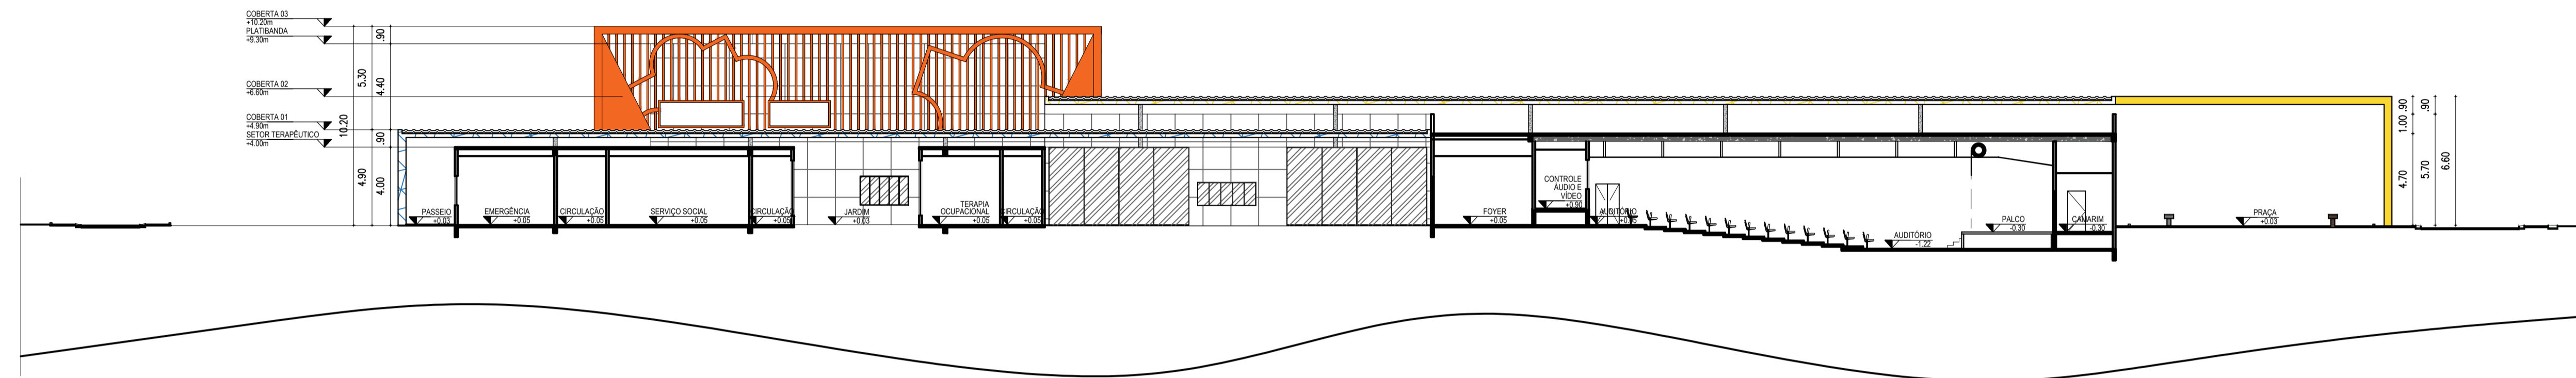 COBERTA 03
+10.20m
PLATIBANDA
+9.30m
COBERTA 02
+6.60m
COBERTA 01
+4.90m
SETOR TERAPÊUTICO
+4.00m
10.20
5.30
4.90
.90
4.40
.90
4.00
PASSEIO
+0.03
EMERGÊNCIA
+0.05
CIRCULAÇÃO
+0.05
SERVIÇO SOCIAL
+0.05
CIRCULAÇÃO
+0.05
JARDIM
+0.03
TERAPIA
OCUPACIONAL
+0.05
CIRCULAÇÃO
+0.05
FOYER
+0.05
CONTROLE
ÁUDIO E
VÍDEO
+0.90
AUDITÓRIO
+0.05
AUDITÓRIO
-1.22
PALCO
-0.30
CAMARIM
-0.30
PRAÇA
+0.03
.90
1.00
4.70
.90
5.70
6.60